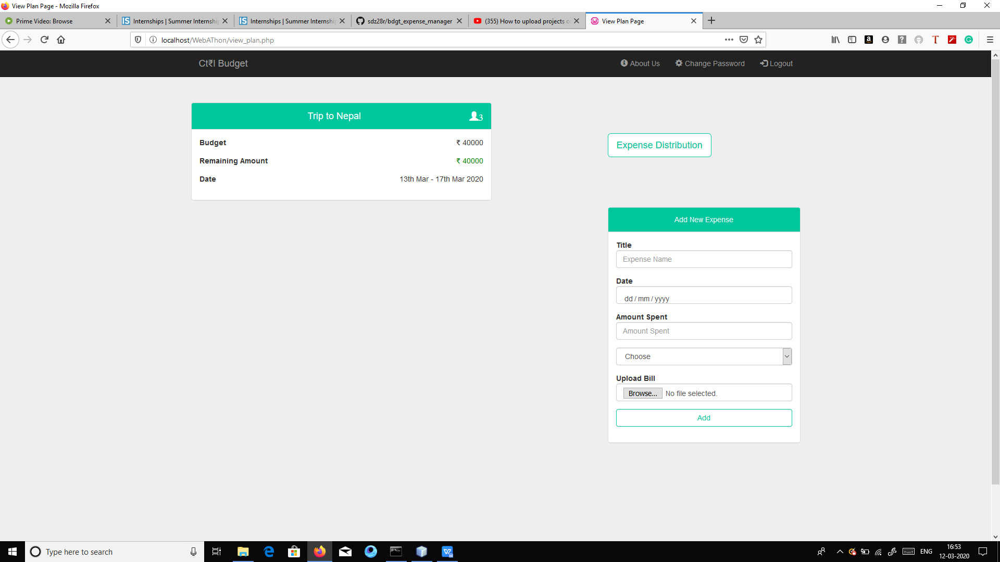 View Plan Page - Mozilla Firefox
Prime Video: Browse
Internships | Summer Internshi
Internships | Summer Internshi
sdz28r/bdgt_expense_manager
(355) How to upload projects o
View Plan Page
localhost/WebAThon/view_plan.php
Ct₹l Budget
About Us
Change Password
Logout
Trip to Nepal
3
Budget
₹ 40000
Remaining Amount
₹ 40000
Date
13th Mar - 17th Mar 2020
Expense Distribution
Add New Expense
Title
Expense Name
Date
dd / mm / yyyy
Amount Spent
Amount Spent
Choose
Upload Bill
Browse... No file selected.
Add
Type here to search
ENG
16:53
12-03-2020